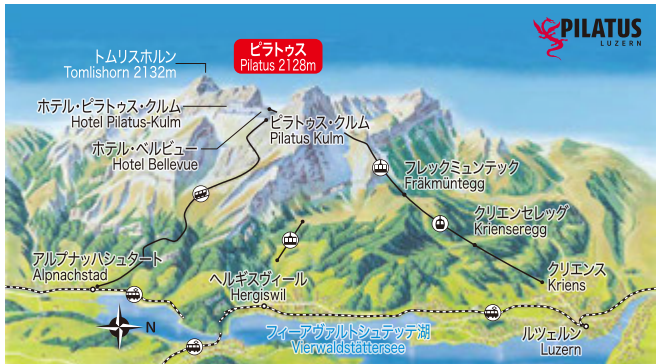 PILATUS
LUZERN
トムリスホルン
Tomlishorn 2132m
ピラトゥス
Pilatus 2128m
ホテル・ピラトゥス・クルム
Hotel Pilatus-Kulm
ピラトゥス・クルム
Pilatus Kulm
ホテル・ベルビュー
Hotel Bellevue
フレックミュンテック
Fräkmüntegg
クリエンセレッグ
Krienseregg
アルプナッハシュタート
Alpnachstad
ヘルギスヴィール
Hergiswil
クリエンス
Kriens
N
フィーアヴァルトシュテッテ湖
Vierwaldstättersee
ルツェルン
Luzern